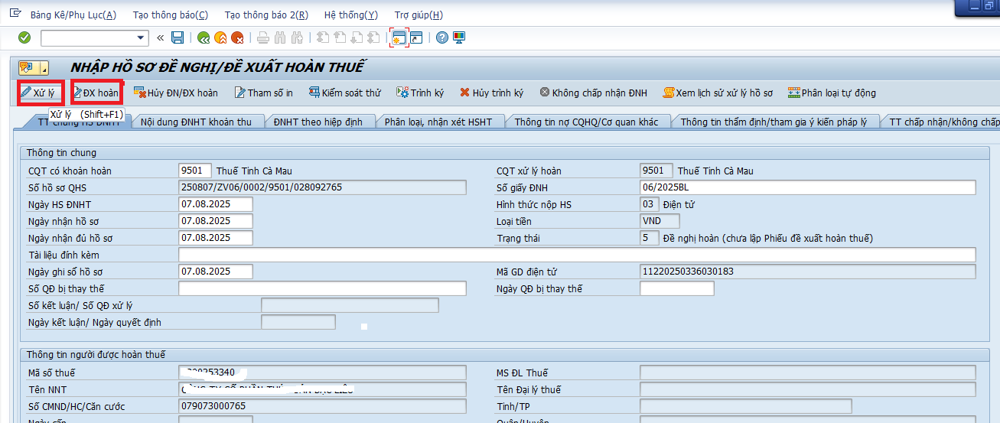 Bảng Kê/Phụ Lục(A) Tạo thông báo(C) Tạo thông báo 2(R) Hệ thống(Y) Trợ giúp(H)
NHẬP HỒ SƠ ĐỀ NGHỊ/ĐỀ XUẤT HOÀN THUẾ
Xử lý ĐX hoàn Hủy ĐN/ĐX hoàn Tham số in Kiểm soát thử Trình ký Hủy trình ký Không chấp nhận ĐNH Xem lịch sử xử lý hồ sơ Phân loại tự động
Xử lý (Shift+F1)
TT chung HS ĐNHT Nội dung ĐNHT khoản thu ĐNHT theo hiệp định Phân loại, nhận xét HSHT Thông tin nợ CQHQ/Cơ quan khác Thông tin thẩm định/tham gia ý kiến pháp lý TT chấp nhận/không chấp
Thông tin chung
CQT có khoản hoàn 9501 Thuế Tỉnh Cà Mau CQT xử lý hoàn 9501 Thuế Tỉnh Cà Mau
Số hồ sơ QHS 250807/ZV06/0002/9501/028092765 Số giấy ĐNH 06/2025BL
Ngày HS ĐNHT 07.08.2025 Hình thức nộp HS 03 Điện tử
Ngày nhận hồ sơ 07.08.2025 Loại tiền VND
Ngày nhận đủ hồ sơ 07.08.2025 Trạng thái 5 Đề nghị hoàn (chưa lập Phiếu đề xuất hoàn thuế)
Tài liệu đính kèm
Ngày ghi sổ hồ sơ 07.08.2025 Mã GD điện tử 11220250336030183
Số QĐ bị thay thế Ngày QĐ bị thay thế
Số kết luận/ Số QĐ xử lý
Ngày kết luận/ Ngày quyết định
Thông tin người được hoàn thuế
Mã số thuế MS ĐL Thuế
Tên NNT Tên Đại lý thuế
Số CMND/HC/Căn cước 079073000765 Tỉnh/TP
Ngày cấp Quận/Huyện